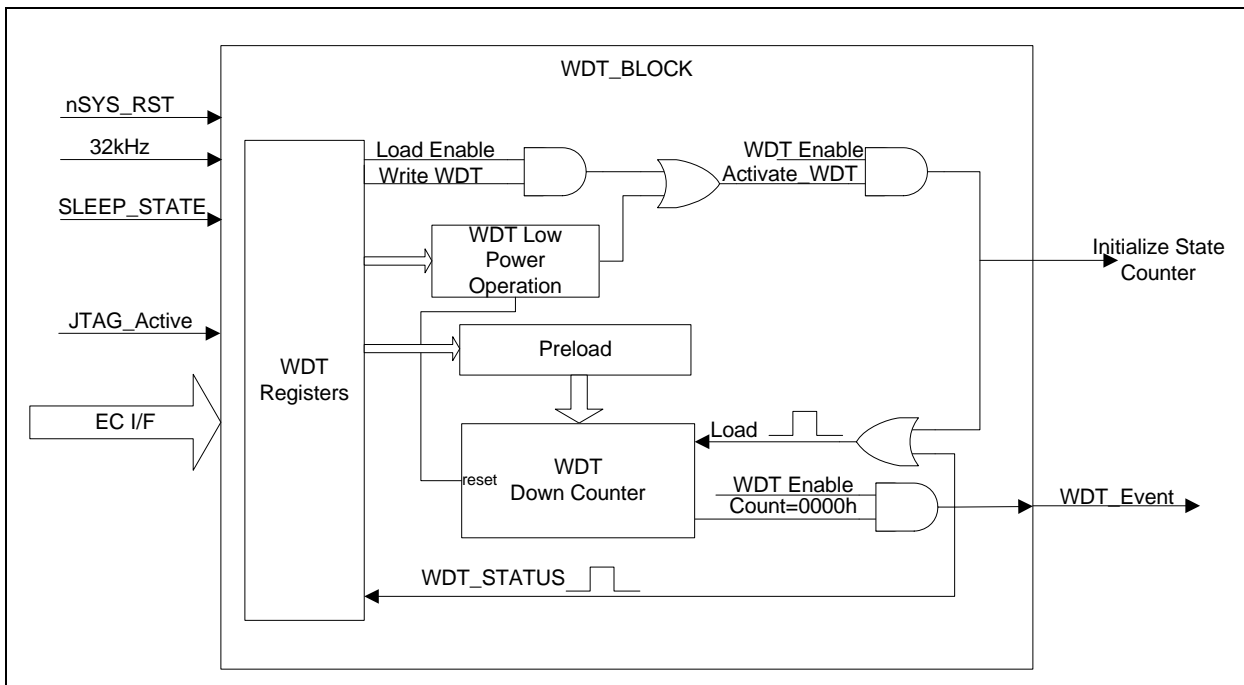 WDT_BLOCK
nSYS_RST
32kHz
SLEEP_STATE
JTAG_Active
EC I/F
WDT
Registers
Load Enable
Write WDT
WDT Enable
Activate_WDT
WDT Low
Power
Operation
Initialize State
Counter
Preload
Load
WDT
Down Counter
reset
WDT Enable
Count=0000h
WDT_Event
WDT_STATUS